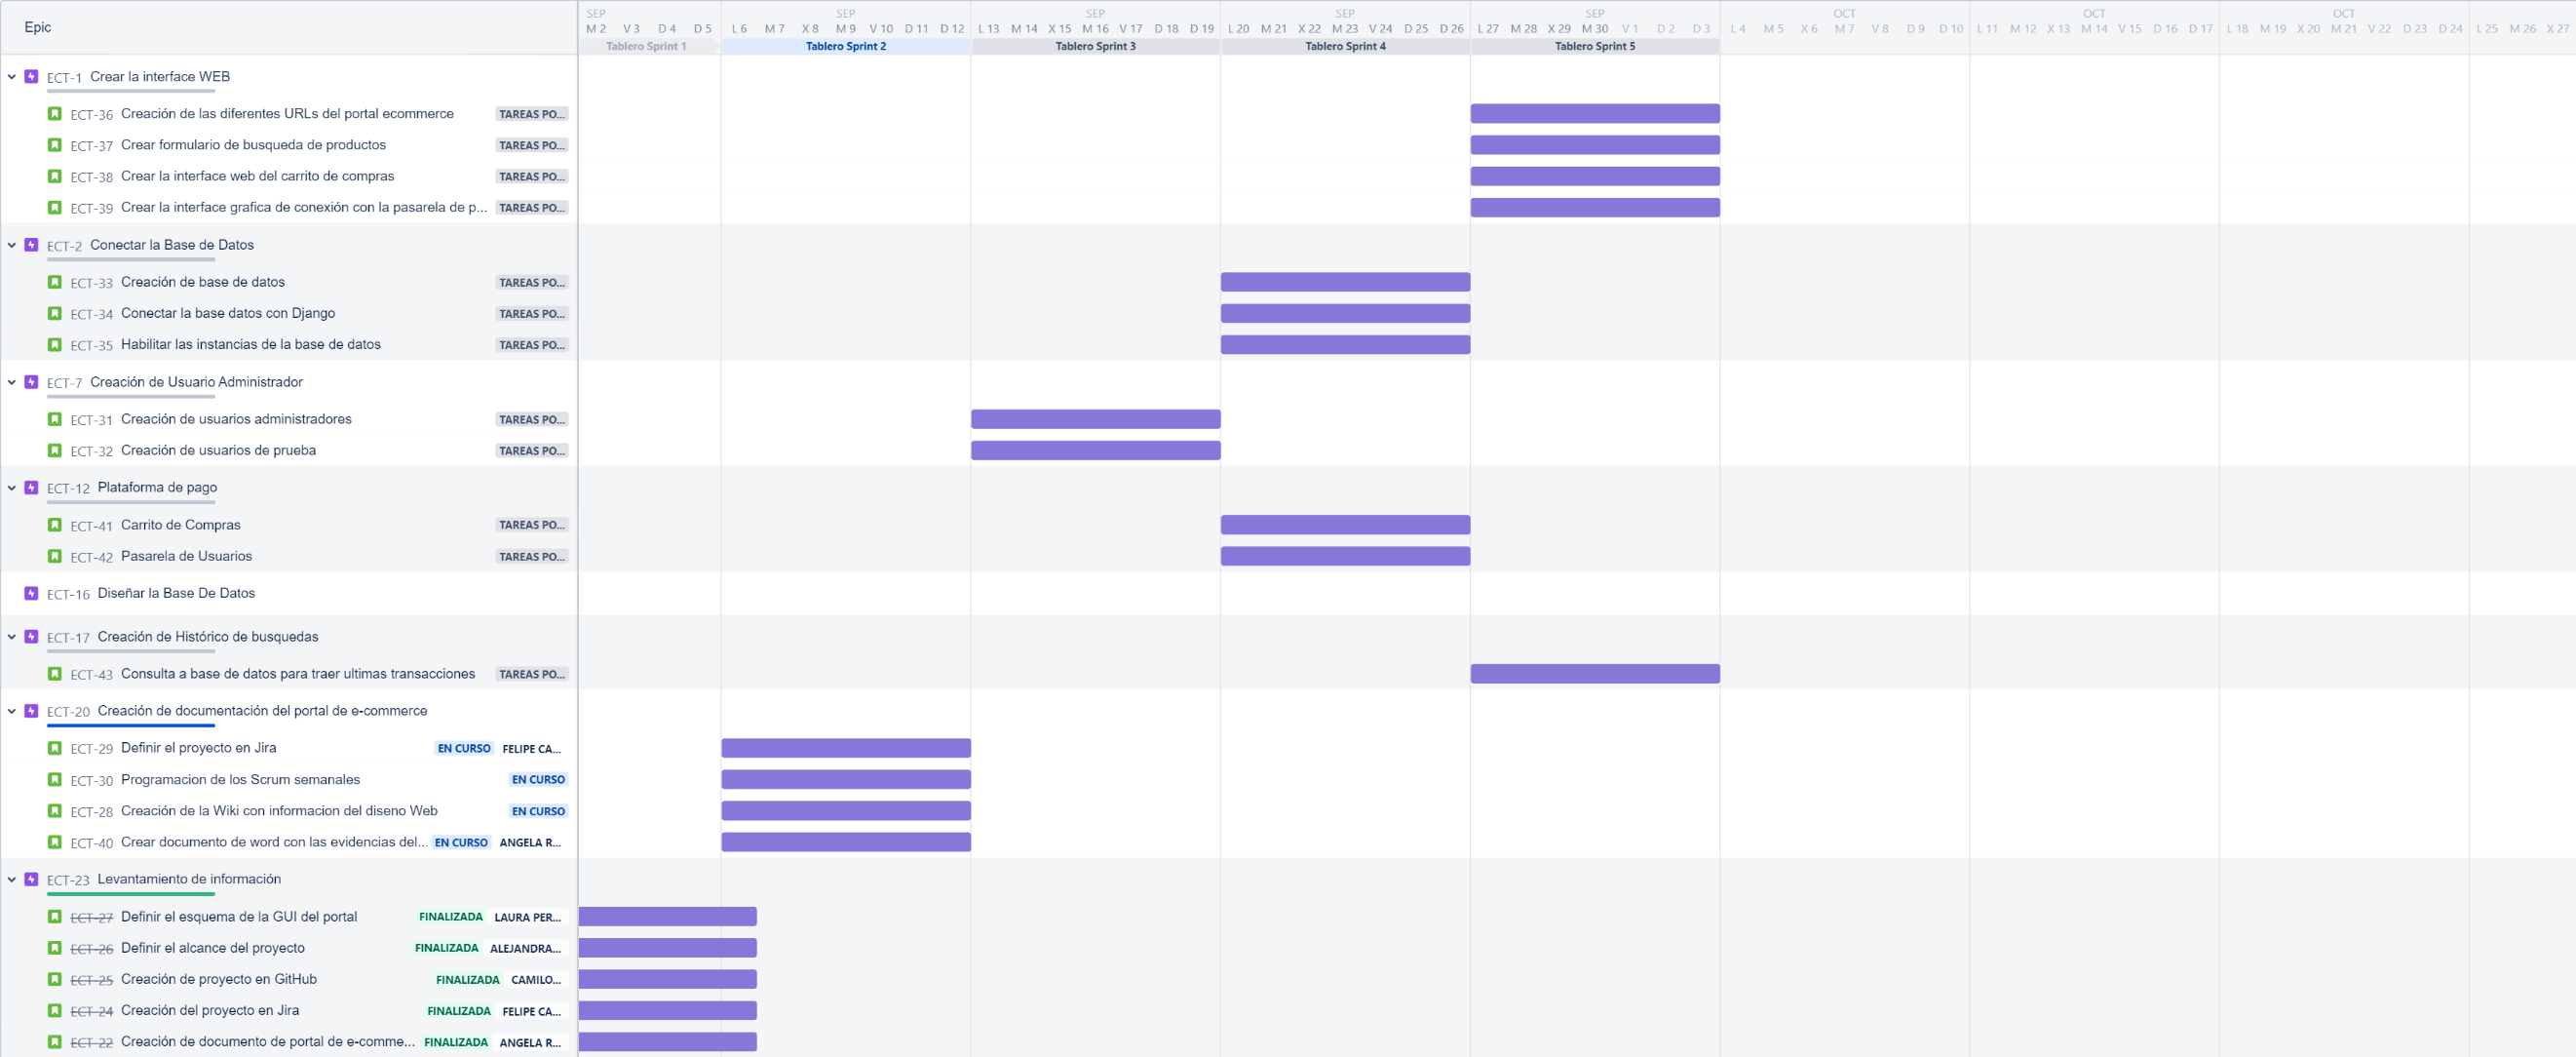 Epic
SEP SEP SEP SEP SEP OCT OCT OCT
M 2 V 3 D 4 D 5 L 6 M 7 X 8 M 9 V 10 D 11 D 12 L 13 M 14 X 15 M 16 V 17 D 18 D 19 L 20 M 21 X 22 M 23 V 24 D 25 D 26 L 27 M 28 X 29 M 30 V 1 D 2 D 3 L 4 M 5 X 6 M 7 V 8 D 9 D 10 L 11 M 12 X 13 M 14 V 15 D 16 D 17 L 18 M 19 X 20 M 21 V 22 D 23 D 24 L 25 M 26 X 27
Tablero Sprint 1 Tablero Sprint 2 Tablero Sprint 3 Tablero Sprint 4 Tablero Sprint 5
ECT-1 Crear la interface WEB
ECT-36 Creación de las diferentes URLs del portal ecommerce TAREAS PO...
ECT-37 Crear formulario de busqueda de productos TAREAS PO...
ECT-38 Crear la interface web del carrito de compras TAREAS PO...
ECT-39 Crear la interface grafica de conexión con la pasarela de p... TAREAS PO...
ECT-2 Conectar la Base de Datos
ECT-33 Creación de base de datos TAREAS PO...
ECT-34 Conectar la base datos con Django TAREAS PO...
ECT-35 Habilitar las instancias de la base de datos TAREAS PO...
ECT-7 Creación de Usuario Administrador
ECT-31 Creación de usuarios administradores TAREAS PO...
ECT-32 Creación de usuarios de prueba TAREAS PO...
ECT-12 Plataforma de pago
ECT-41 Carrito de Compras TAREAS PO...
ECT-42 Pasarela de Usuarios TAREAS PO...
ECT-16 Diseñar la Base De Datos
ECT-17 Creación de Histórico de busquedas
ECT-43 Consulta a base de datos para traer ultimas transacciones TAREAS PO...
ECT-20 Creación de documentación del portal de e-commerce
ECT-29 Definir el proyecto en Jira EN CURSO FELIPE CA...
ECT-30 Programacion de los Scrum semanales EN CURSO
ECT-28 Creación de la Wiki con informacion del diseno Web EN CURSO
ECT-40 Crear documento de word con las evidencias del... EN CURSO ANGELA R...
ECT-23 Levantamiento de información
ECT-27 Definir el esquema de la GUI del portal FINALIZADA LAURA PER...
ECT-26 Definir el alcance del proyecto FINALIZADA ALEJANDRA...
ECT-25 Creación de proyecto en GitHub FINALIZADA CAMILO...
ECT-24 Creación del proyecto en Jira FINALIZADA FELIPE CA...
ECT-22 Creación de documento de portal de e-comme... FINALIZADA ANGELA R...